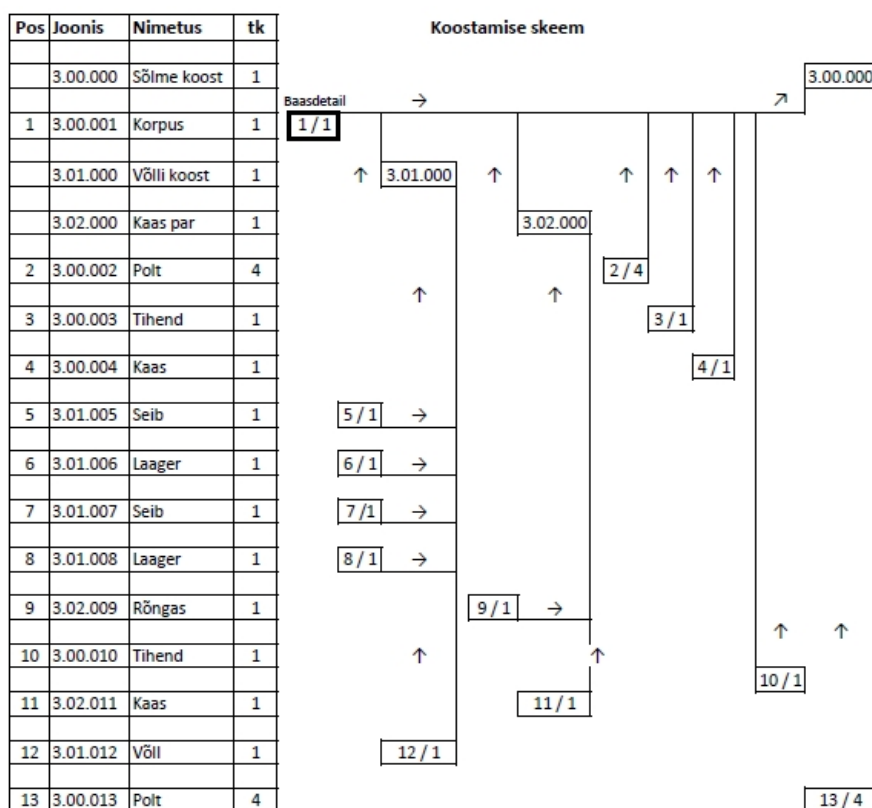 Pos Joonis Nimetus tk Koostamise skeem
3.00.000 Sõlme koost 1 3.00.000
Baasdetail → ↗
1 3.00.001 Korpus 1 1 / 1
3.01.000 Võlli koost 1 ↑ 3.01.000 ↑ ↑ ↑ ↑
3.02.000 Kaas par 1 3.02.000
2 3.00.002 Polt 4 2 / 4
↑ ↑
3 3.00.003 Tihend 1 3 / 1
4 3.00.004 Kaas 1 4 / 1
5 3.01.005 Seib 1 5 / 1 →
6 3.01.006 Laager 1 6 / 1 →
7 3.01.007 Seib 1 7 /1 →
8 3.01.008 Laager 1 8 / 1 →
9 3.02.009 Rõngas 1 9 / 1 →
↑ ↑
10 3.00.010 Tihend 1 ↑ ↑
10 / 1
11 3.02.011 Kaas 1 11 / 1
12 3.01.012 Võll 1 12 / 1
13 3.00.013 Polt 4 13 / 4